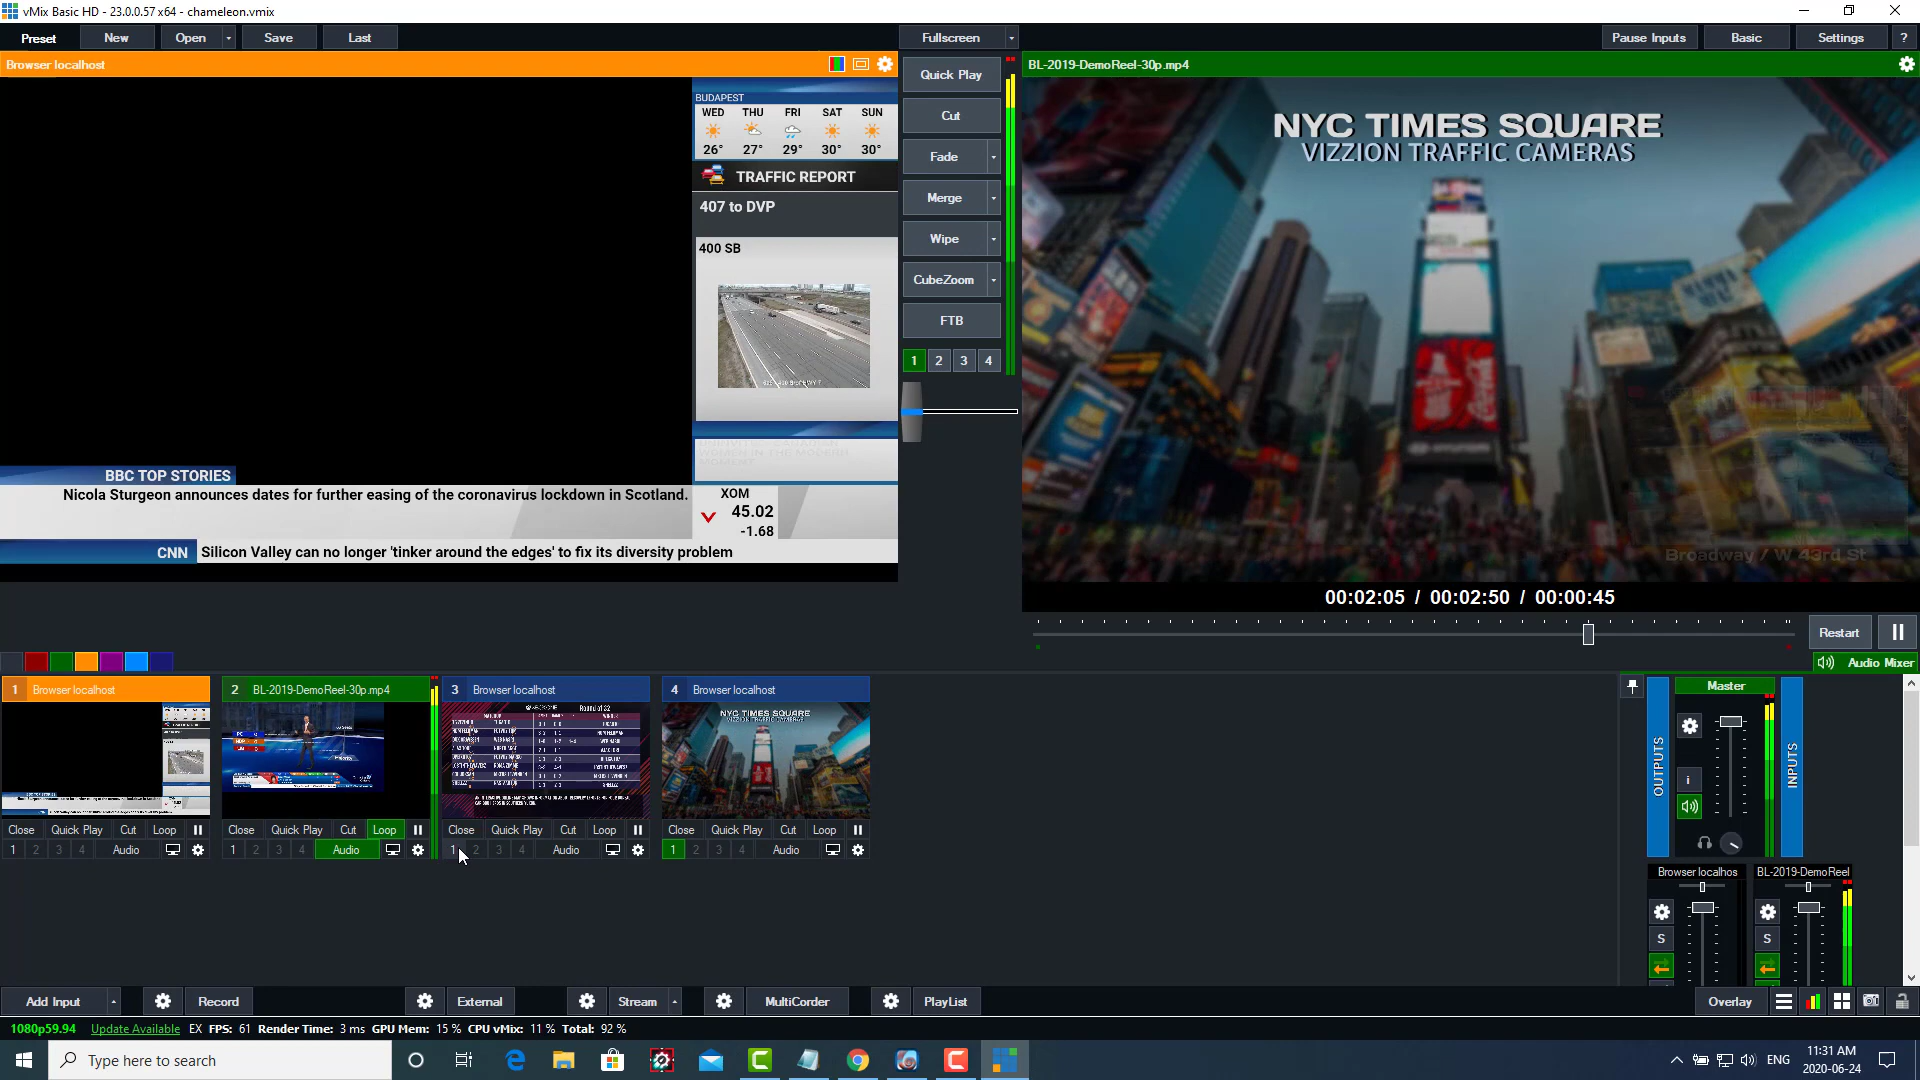 vMix Basic HD - 23.0.0.57 x64 - chameleon.vmix
Preset New Open Save Last Fullscreen Pause Inputs Basic Settings ?
Browser localhost
BL-2019-DemoReel-30p.mp4
BUDAPEST
WED THU FRI SAT SUN
26° 27° 29° 30° 30°
TRAFFIC REPORT
407 to DVP
400 SB
BBC TOP STORIES
Nicola Sturgeon announces dates for further easing of the coronavirus lockdown in Scotland.
XOM
45.02
-1.68
CNN Silicon Valley can no longer 'tinker around the edges' to fix its diversity problem
Quick Play
Cut
Fade
Merge
Wipe
CubeZoom
FTB
1 2 3 4
NYC TIMES SQUARE
VIZZION TRAFFIC CAMERAS
Broadway / W 43rd St
00:02:05 / 00:02:50 / 00:00:45
Restart
Audio Mixer
1 Browser localhost
2 BL-2019-DemoReel-30p.mp4
3 Browser localhost
4 Browser localhost
Round of 32
NYC TIMES SQUARE
VIZZION TRAFFIC CAMERAS
Close Quick Play Cut Loop
1 2 3 4 Audio
Close Quick Play Cut Loop
1 2 3 4 Audio
Close Quick Play Cut Loop
1 2 3 4 Audio
Close Quick Play Cut Loop
1 2 3 4 Audio
OUTPUTS
Master
INPUTS
i
Browser localhos BL-2019-DemoReel
S S
Add Input Record External Stream MultiCorder PlayList Overlay
1080p59.94 Update Available EX FPS: 61 Render Time: 3 ms GPU Mem: 15 % CPU vMix: 11 % Total: 92 %
Type here to search
ENG
11:31 AM
2020-06-24